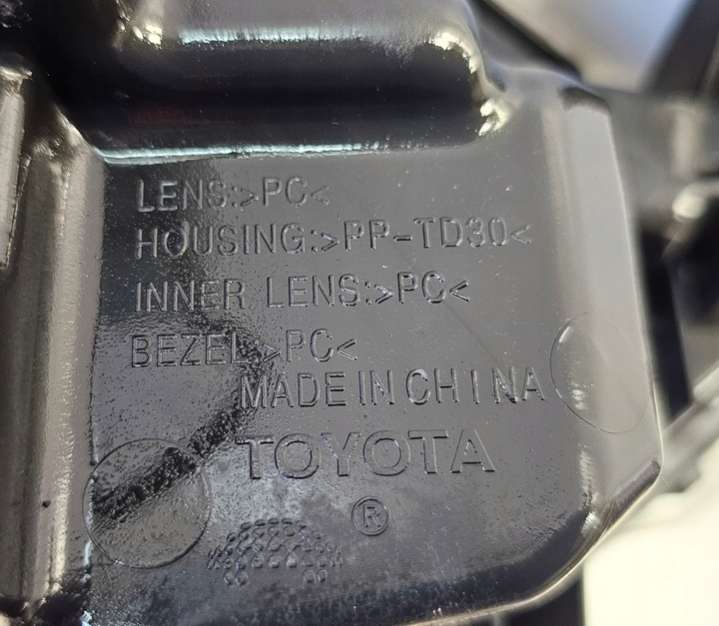 LENS:>PC<
HOUSING:>PP-TD30<
INNER LENS:>PC<
BEZEL:>PC<
MADE IN CHINA
TOYOTA
®